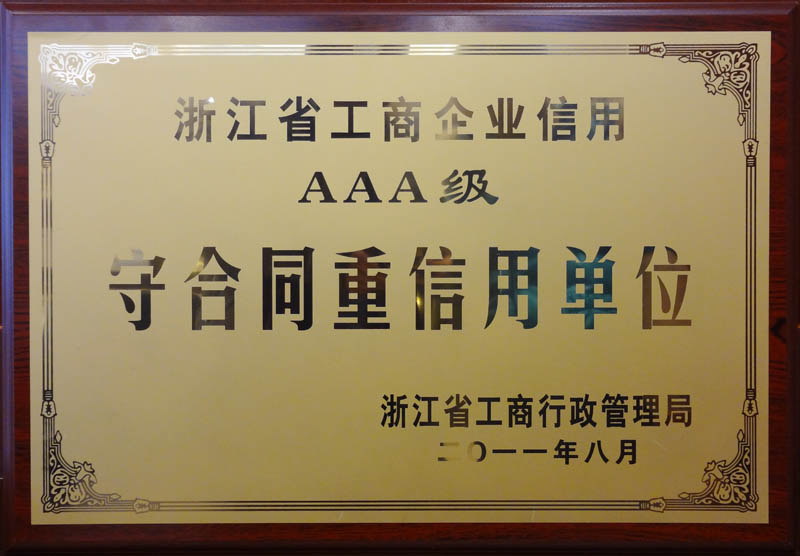 浙江省工商企业信用
AAA级
守合同重信用单位
浙江省工商行政管理局
二〇一一年八月